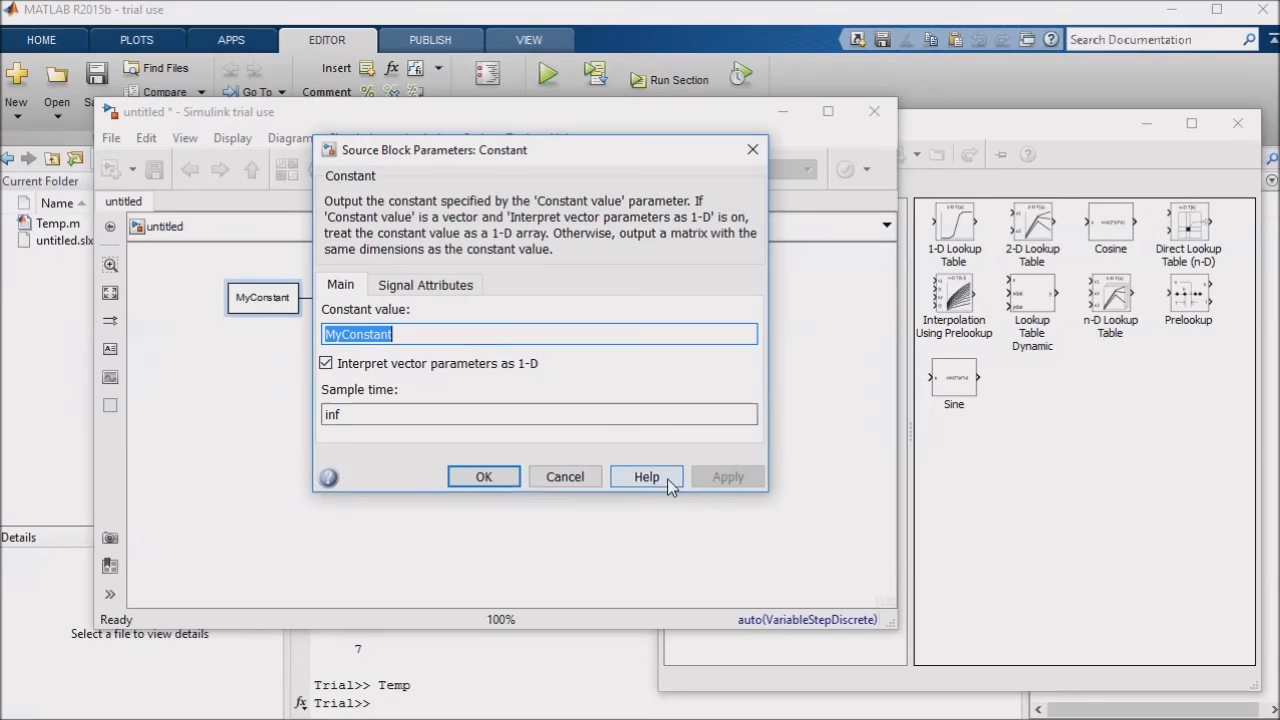 MATLAB R2015b - trial use
HOME PLOTS APPS EDITOR PUBLISH VIEW
Search Documentation
Find Files
Insert fx
Run Section
New Open
Compare
Go To
Comment
untitled * - Simulink trial use
File Edit View Display Diagram
Current Folder
Name
Temp.m
untitled.slx
untitled
untitled
MyConstant
Source Block Parameters: Constant
Constant
Output the constant specified by the 'Constant value' parameter. If
'Constant value' is a vector and 'Interpret vector parameters as 1-D' is on,
treat the constant value as a 1-D array. Otherwise, output a matrix with the
same dimensions as the constant value.
Main Signal Attributes
Constant value:
MyConstant
Interpret vector parameters as 1-D
Sample time:
inf
OK Cancel Help Apply
1-D Lookup
Table
2-D Lookup
Table
Cosine
Direct Lookup
Table (n-D)
Interpolation
Using Prelookup
Lookup
Table
Dynamic
n-D Lookup
Table
Prelookup
Sine
Details
Ready 100% auto(VariableStepDiscrete)
Select a file to view details
7
Trial>> Temp
fx Trial>>